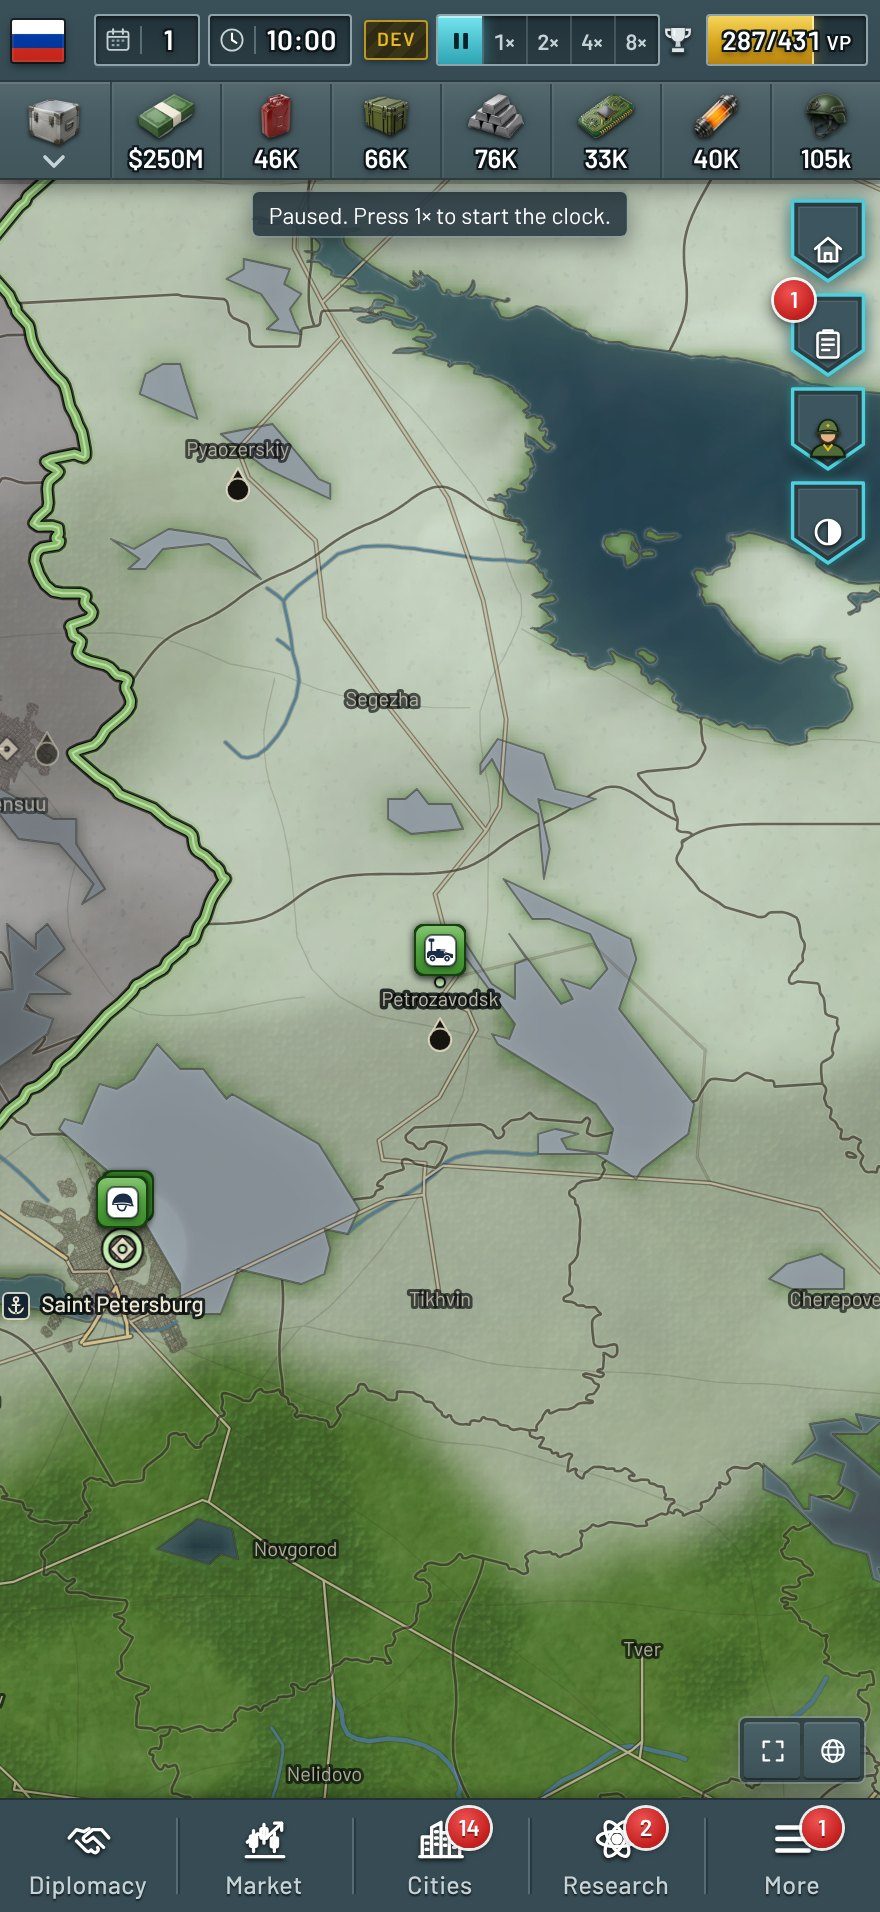 1
10:00
DEV
1×
2×
4×
8×
287/431 VP
$250M
46K
66K
76K
33K
40K
105k
Paused. Press 1× to start the clock.
1
Pyaozerskiy
Segezha
ensuu
Petrozavodsk
Saint Petersburg
Tikhvin
Cherepove
Novgorod
Tver
Nelidovo
14
2
1
Diplomacy
Market
Cities
Research
More